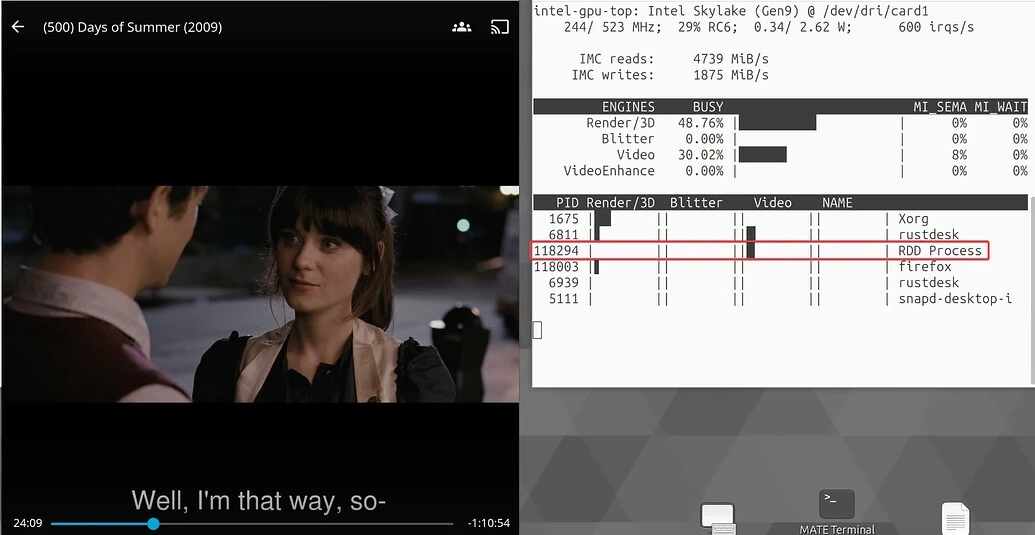 (500) Days of Summer (2009)
Well, I'm that way, so-
24:09
-1:10:54
intel-gpu-top: Intel Skylake (Gen9) @ /dev/dri/card1
244/ 523 MHz; 29% RC6; 0.34/ 2.62 W; 600 irqs/s
IMC reads: 4739 MiB/s
IMC writes: 1875 MiB/s
ENGINES BUSY MI_SEMA MI_WAIT
Render/3D 48.76% | | 0% 0%
Blitter 0.00% | | 0% 0%
Video 30.02% | | 8% 0%
VideoEnhance 0.00% | | 0% 0%
PID Render/3D Blitter Video NAME
1675 | || || || | Xorg
6811 | || || || | rustdesk
118294 | || || || | RDD Process
118003 | || || || | firefox
6939 | || || || | rustdesk
5111 | || || || | snapd-desktop-i
>_
MATE Terminal